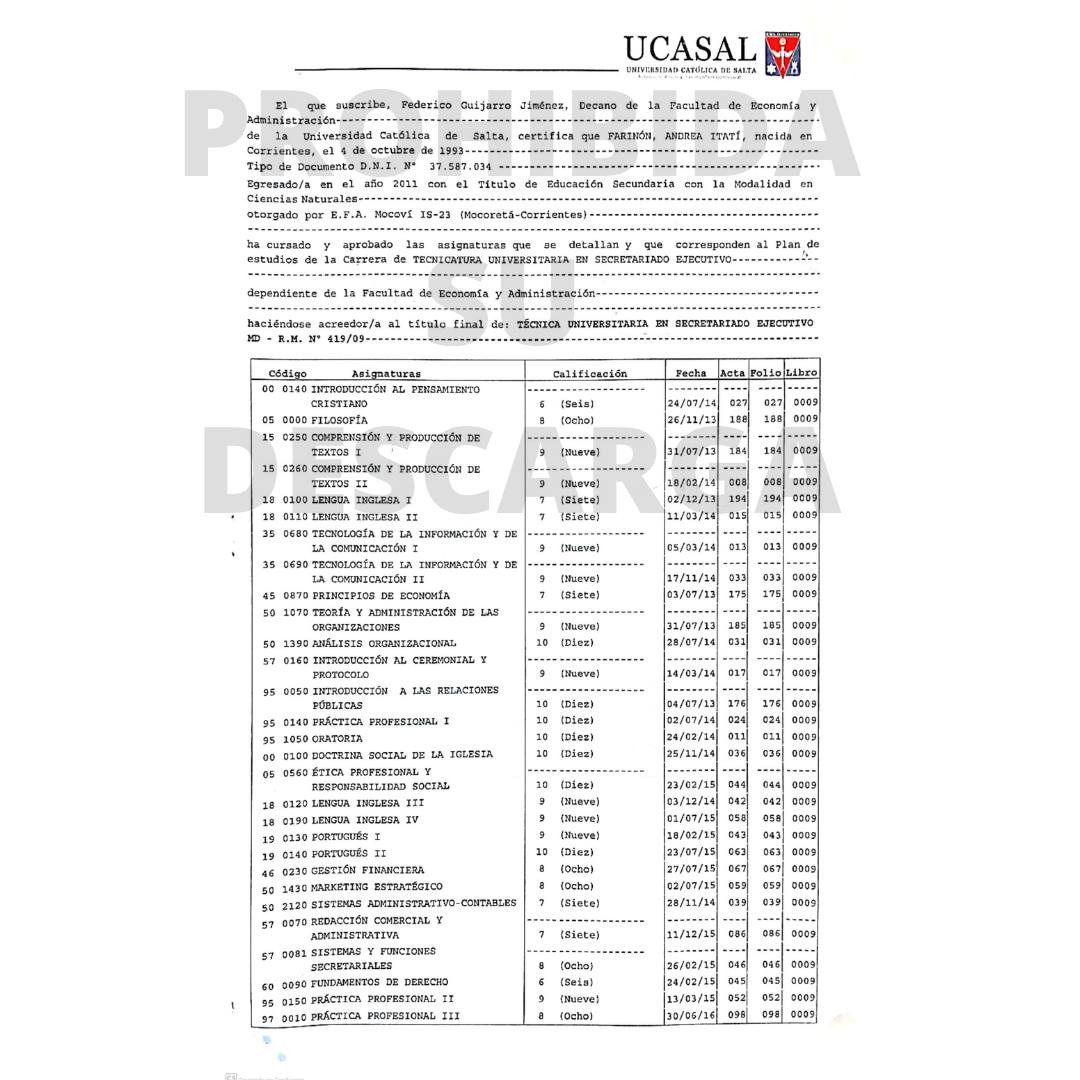 UCASAL
UNIVERSIDAD CATÓLICA DE SALTA
PROHIBIDA
SU
DESCARGA
El que suscribe, Federico Guijarro Jiménez, Decano de la Facultad de Economía y
Administración----------
de la Universidad Católica de Salta, certifica que FARINÓN, ANDREA ITATÍ, nacida en
Corrientes, el 4 de octubre de 1993----------
Tipo de Documento D.N.I. N° 37.587.034 ----------
Egresado/a en el año 2011 con el Título de Educación Secundaria con la Modalidad en
Ciencias Naturales----------
otorgado por E.F.A. Mocoví IS-23 (Mocoretá-Corrientes)----------
ha cursado y aprobado las asignaturas que se detallan y que corresponden al Plan de
estudios de la Carrera de TECNICATURA UNIVERSITARIA EN SECRETARIADO EJECUTIVO----------
dependiente de la Facultad de Economía y Administración----------
haciéndose acreedor/a al título final de: TÉCNICA UNIVERSITARIA EN SECRETARIADO EJECUTIVO
MD - R.M. N° 419/09----------
Código Asignaturas Calificación Fecha Acta Folio Libro
00 0140 INTRODUCCIÓN AL PENSAMIENTO
CRISTIANO 6 (Seis) 24/07/14 027 027 0009
05 0000 FILOSOFÍA 8 (Ocho) 26/11/13 188 188 0009
15 0250 COMPRENSIÓN Y PRODUCCIÓN DE
TEXTOS I 9 (Nueve) 31/07/13 184 184 0009
15 0260 COMPRENSIÓN Y PRODUCCIÓN DE
TEXTOS II 9 (Nueve) 18/02/14 008 008 0009
18 0100 LENGUA INGLESA I 7 (Siete) 02/12/13 194 194 0009
18 0110 LENGUA INGLESA II 7 (Siete) 11/03/14 015 015 0009
35 0680 TECNOLOGÍA DE LA INFORMACIÓN Y DE
LA COMUNICACIÓN I 9 (Nueve) 05/03/14 013 013 0009
35 0690 TECNOLOGÍA DE LA INFORMACIÓN Y DE
LA COMUNICACIÓN II 9 (Nueve) 17/11/14 033 033 0009
45 0870 PRINCIPIOS DE ECONOMÍA 7 (Siete) 03/07/13 175 175 0009
50 1070 TEORÍA Y ADMINISTRACIÓN DE LAS
ORGANIZACIONES 9 (Nueve) 31/07/13 185 185 0009
50 1390 ANÁLISIS ORGANIZACIONAL 10 (Diez) 28/07/14 031 031 0009
57 0160 INTRODUCCIÓN AL CEREMONIAL Y
PROTOCOLO 9 (Nueve) 14/03/14 017 017 0009
95 0050 INTRODUCCIÓN A LAS RELACIONES
PÚBLICAS 10 (Diez) 04/07/13 176 176 0009
95 0140 PRÁCTICA PROFESIONAL I 10 (Diez) 02/07/14 024 024 0009
95 1050 ORATORIA 10 (Diez) 24/02/14 011 011 0009
00 0100 DOCTRINA SOCIAL DE LA IGLESIA 10 (Diez) 25/11/14 036 036 0009
05 0560 ÉTICA PROFESIONAL Y
RESPONSABILIDAD SOCIAL 10 (Diez) 23/02/15 044 044 0009
18 0120 LENGUA INGLESA III 9 (Nueve) 03/12/14 042 042 0009
18 0190 LENGUA INGLESA IV 9 (Nueve) 01/07/15 058 058 0009
19 0130 PORTUGUÉS I 9 (Nueve) 18/02/15 043 043 0009
19 0140 PORTUGUÉS II 10 (Diez) 23/07/15 063 063 0009
46 0230 GESTIÓN FINANCIERA 8 (Ocho) 27/07/15 067 067 0009
50 1430 MARKETING ESTRATÉGICO 8 (Ocho) 02/07/15 059 059 0009
50 2120 SISTEMAS ADMINISTRATIVO-CONTABLES 7 (Siete) 28/11/14 039 039 0009
57 0070 REDACCIÓN COMERCIAL Y
ADMINISTRATIVA 7 (Siete) 11/12/15 086 086 0009
57 0081 SISTEMAS Y FUNCIONES
SECRETARIALES 8 (Ocho) 26/02/15 046 046 0009
60 0090 FUNDAMENTOS DE DERECHO 6 (Seis) 24/02/15 045 045 0009
95 0150 PRÁCTICA PROFESIONAL II 9 (Nueve) 13/03/15 052 052 0009
97 0010 PRÁCTICA PROFESIONAL III 8 (Ocho) 30/06/16 098 098 0009